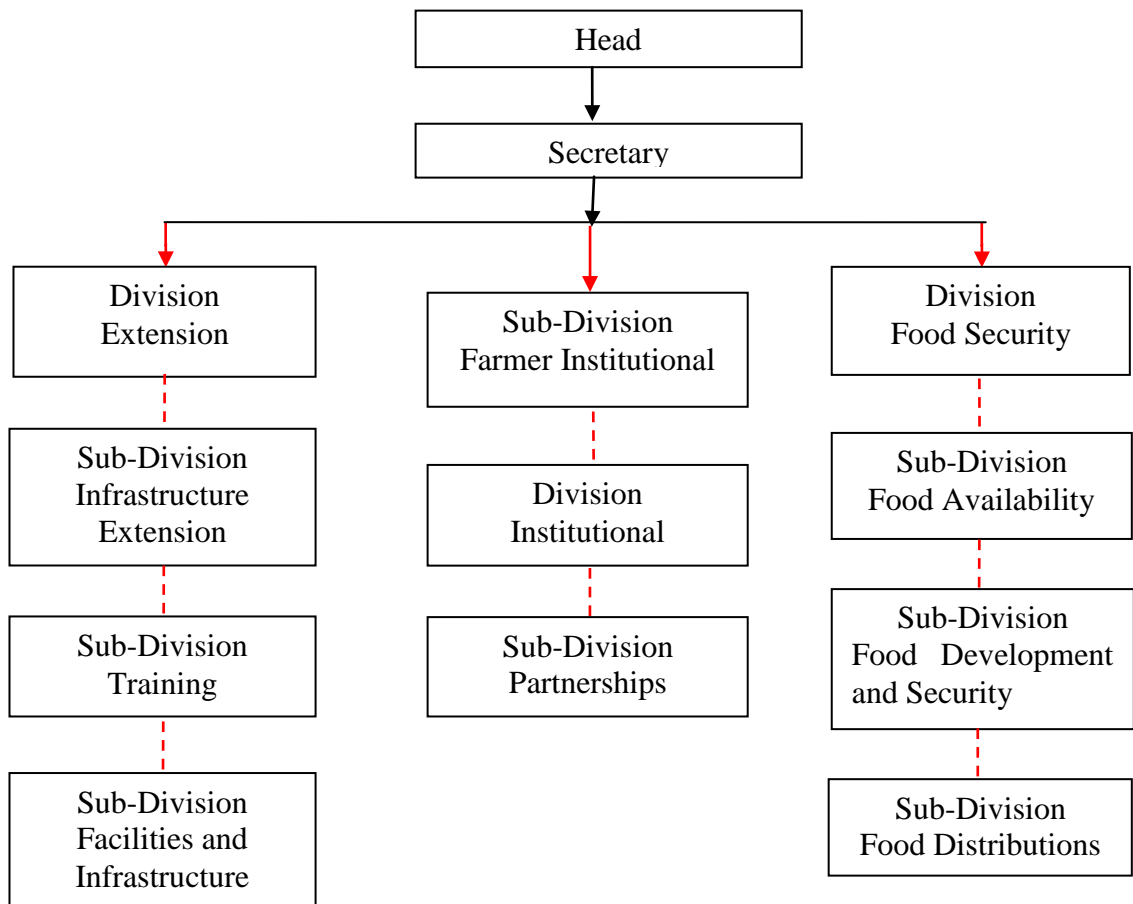 Head
Secretary
Division
Extension
Sub-Division
Farmer Institutional
Division
Food Security
Sub-Division
Infrastructure
Extension
Division
Institutional
Sub-Division
Food Availability
Sub-Division
Training
Sub-Division
Partnerships
Sub-Division
Food Development
and Security
Sub-Division
Facilities and
Infrastructure
Sub-Division
Food Distributions